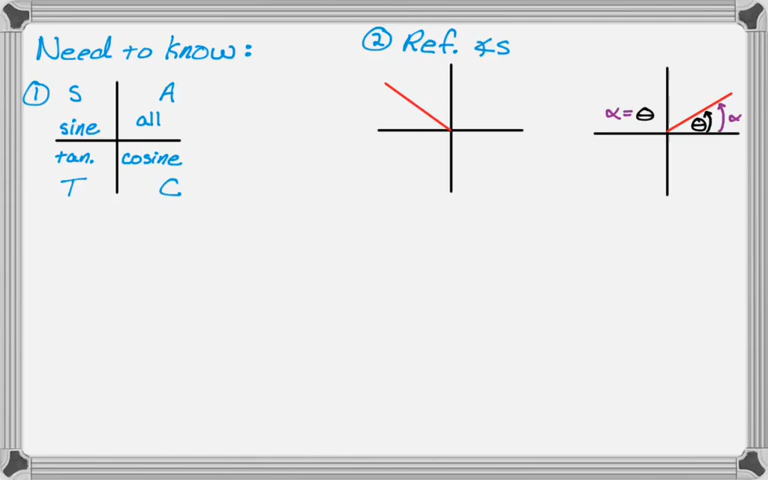 Need to know:
① S A
sine all
tan. cosine
T C
② Ref. ∡s
α = θ
θ α